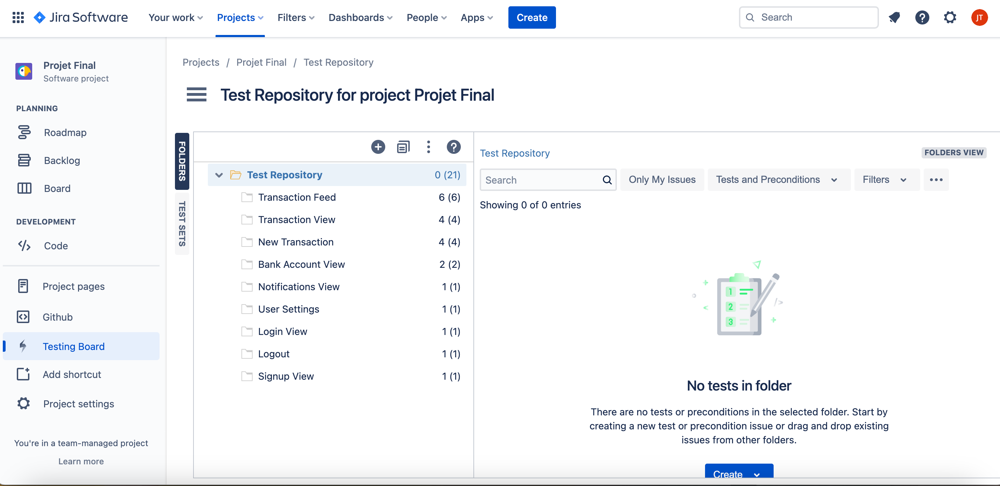 Jira Software
Your work
Projects
Filters
Dashboards
People
Apps
Create
Search
JT
Projet Final
Software project
PLANNING
Roadmap
Backlog
Board
DEVELOPMENT
Code
Project pages
Github
Testing Board
Add shortcut
Project settings
You're in a team-managed project
Learn more
Projects / Projet Final / Test Repository
Test Repository for project Projet Final
FOLDERS
TEST SETS
Test Repository 0 (21)
Transaction Feed 6 (6)
Transaction View 4 (4)
New Transaction 4 (4)
Bank Account View 2 (2)
Notifications View 1 (1)
User Settings 1 (1)
Login View 1 (1)
Logout 1 (1)
Signup View 1 (1)
Test Repository
FOLDERS VIEW
Search
Only My Issues
Tests and Preconditions
Filters
Showing 0 of 0 entries
1
2
3
No tests in folder
There are no tests or preconditions in the selected folder. Start by
creating a new test or precondition issue or drag and drop existing
issues from other folders.
Create